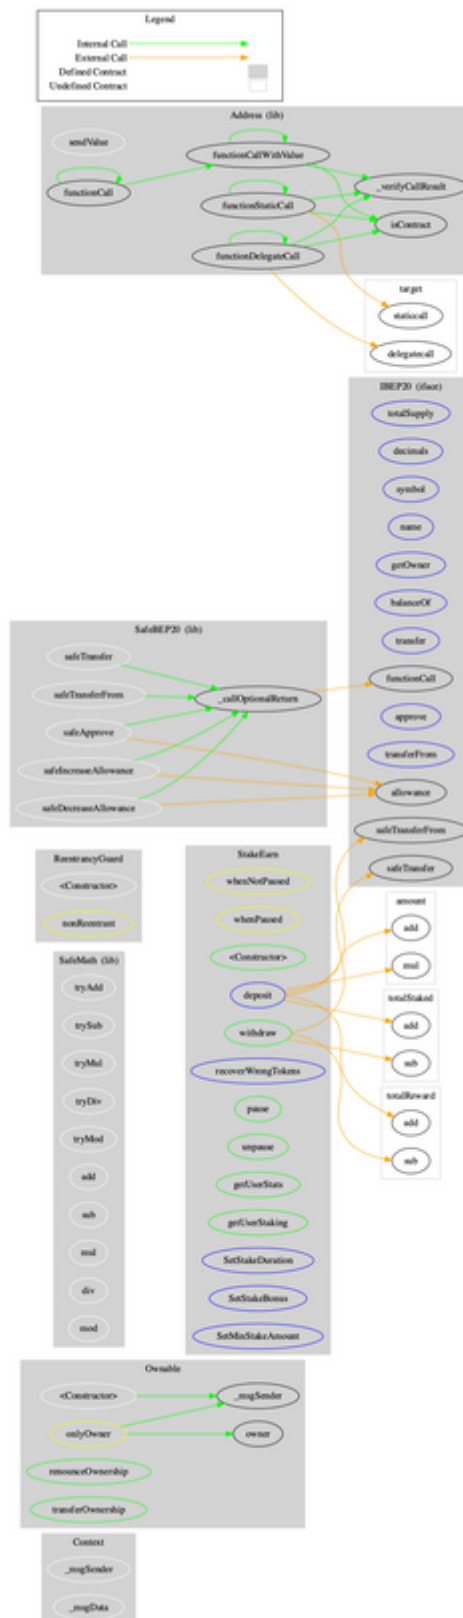 Legend
Internal Call
External Call
Defined Contract
Undefined Contract
Address (lib)
sendValue
functionCallWithValue
functionCall
_verifyCallResult
functionStaticCall
isContract
functionDelegateCall
target
staticcall
delegatecall
IBEP20 (iface)
totalSupply
decimals
symbol
name
getOwner
balanceOf
transfer
functionCall
approve
transferFrom
allowance
safeTransferFrom
safeTransfer
SafeBEP20 (lib)
safeTransfer
safeTransferFrom
_callOptionalReturn
safeApprove
safeIncreaseAllowance
safeDecreaseAllowance
ReentrancyGuard
<Constructor>
nonReentrant
StakeEarn
whenNotPaused
whenPaused
<Constructor>
deposit
withdraw
recoverWrongTokens
pause
unpause
getUserStats
getUserStaking
SetStakeDuration
SetStakeBonus
SetMinStakeAmount
amount
add
mul
totalStaked
add
sub
totalReward
add
sub
SafeMath (lib)
tryAdd
trySub
tryMul
tryDiv
tryMod
add
sub
mul
div
mod
Ownable
<Constructor>
_msgSender
onlyOwner
owner
renounceOwnership
transferOwnership
Context
_msgSender
_msgData